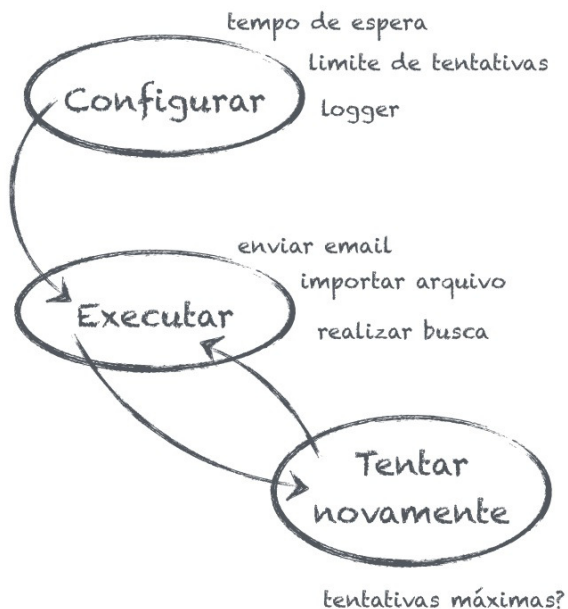 tempo de espera
Configurar
limite de tentativas
logger
enviar email
Executar
importar arquivo
realizar busca
Tentar
novamente
tentativas máximas?